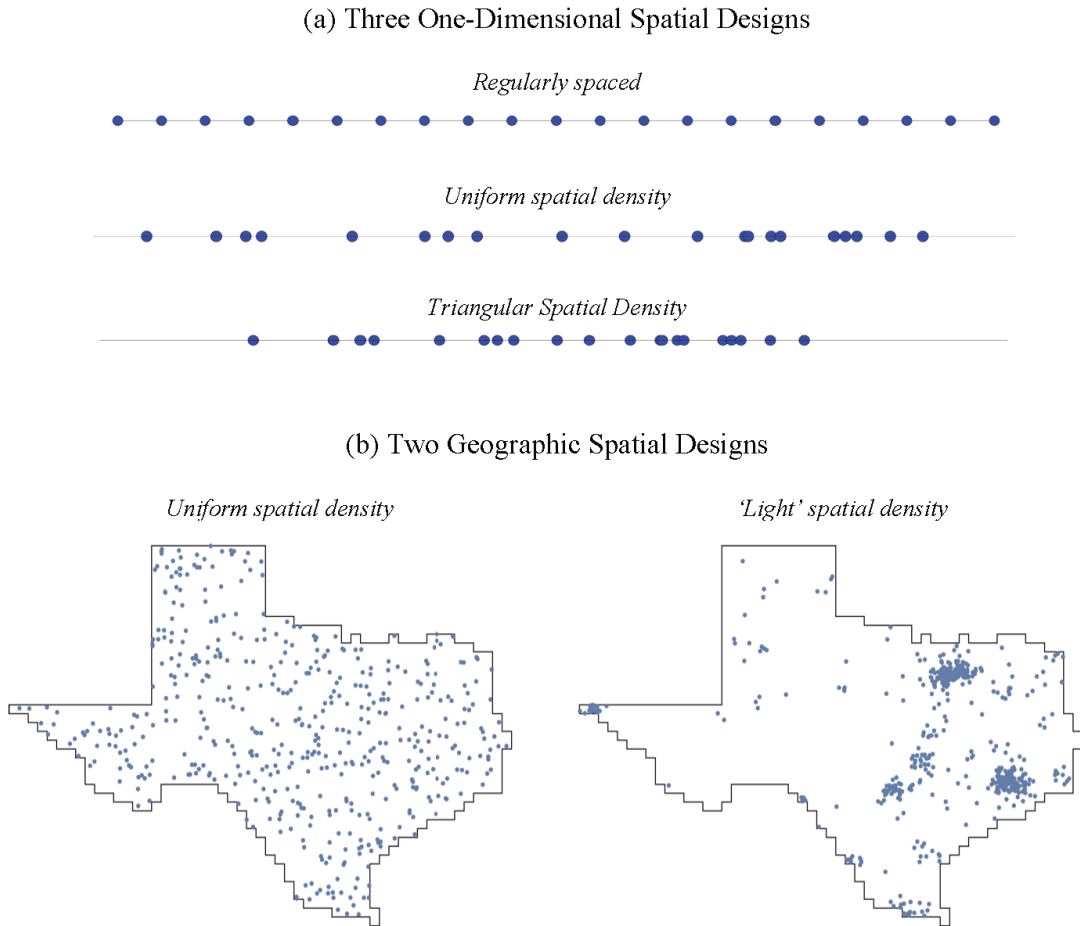 (a) Three One-Dimensional Spatial Designs
Regularly spaced
Uniform spatial density
Triangular Spatial Density
(b) Two Geographic Spatial Designs
Uniform spatial density
‘Light’ spatial density